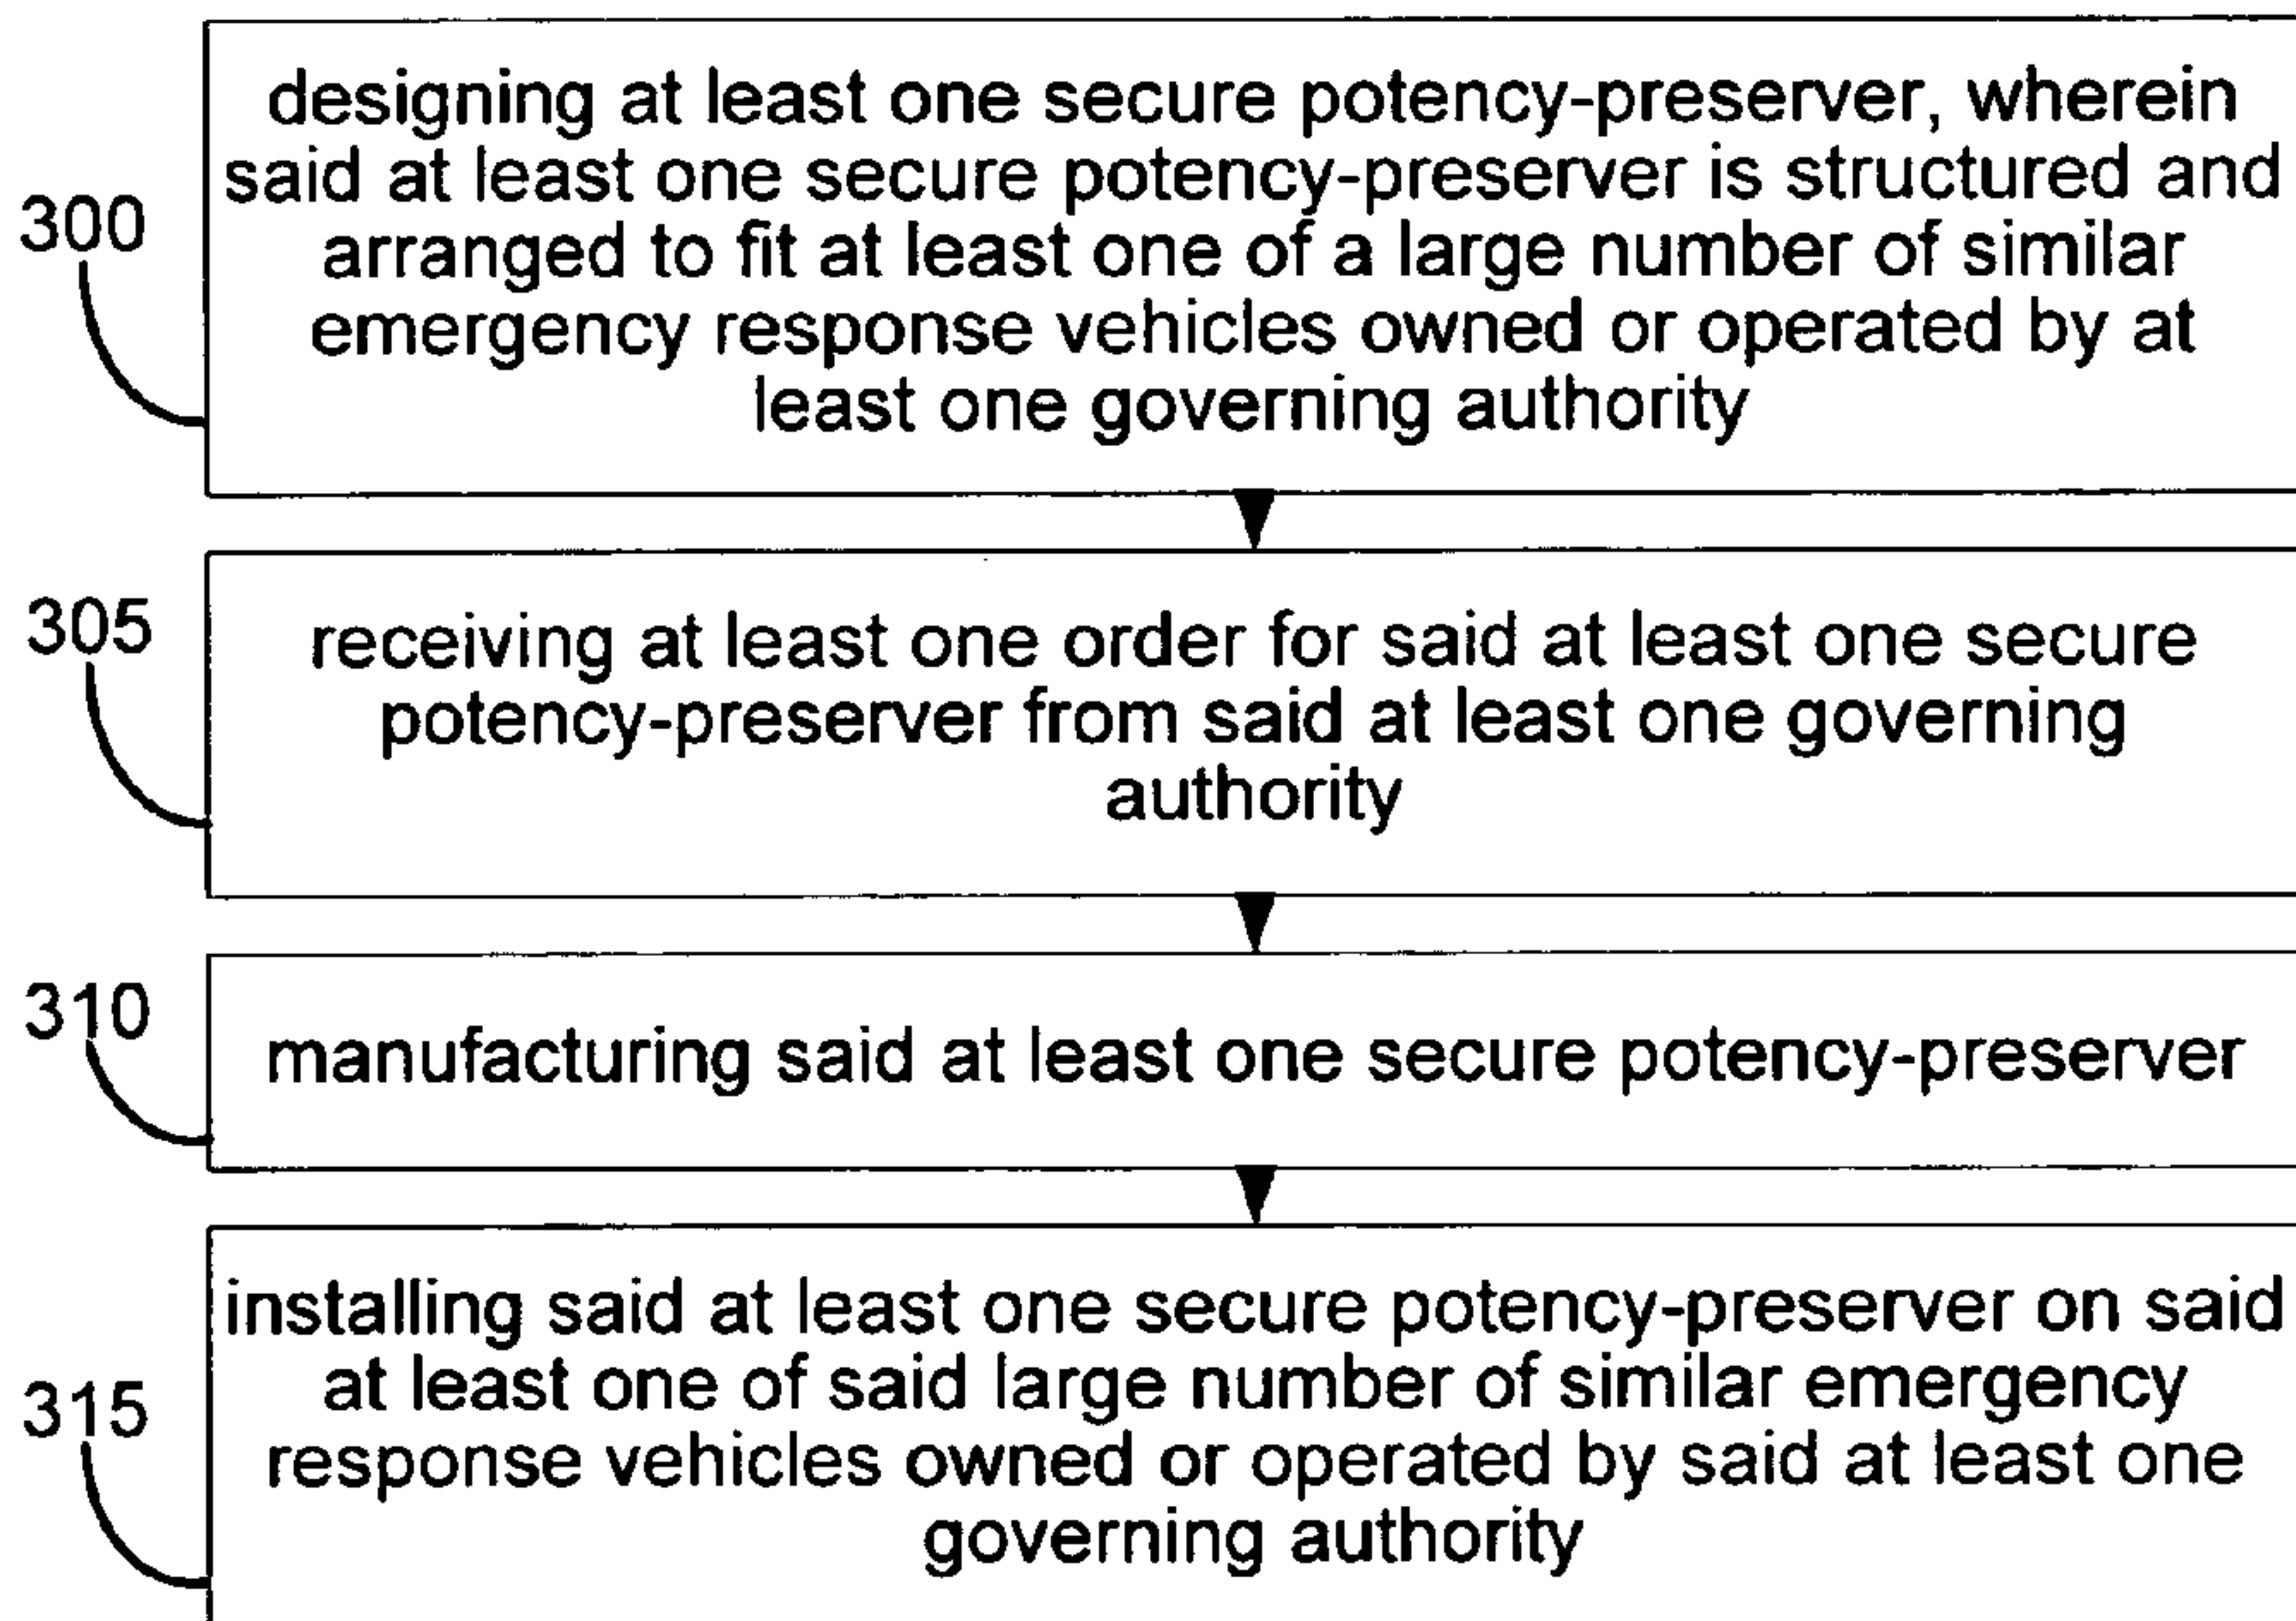 designing at least one secure potency-preserver, wherein
said at least one secure potency-preserver is structured and
300
arranged to fit at least one of a large number of similar
emergency response vehicles owned or operated by at
least one governing authority
305
receiving at least one order for said at least one secure
potency-preserver from said at least one governing
authority
310
manufacturing said at least one secure potency-preserver
installing said at least one secure potency-preserver on said
at least one of said large number of similar emergency
315
response vehicles owned or operated by said at least one
governing authority